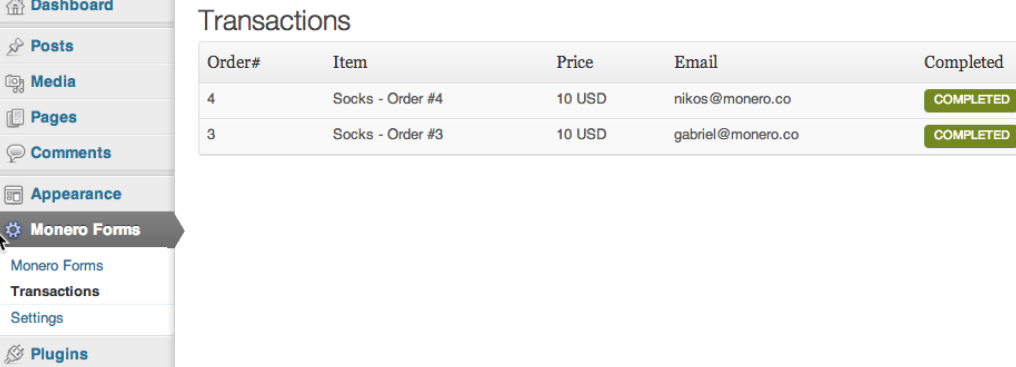 Dashboard
Posts
Media
Pages
Comments
Appearance
Monero Forms
Monero Forms
Transactions
Settings
Plugins
Transactions
Order# Item Price Email Completed
4 Socks - Order #4 10 USD nikos@monero.co COMPLETED
3 Socks - Order #3 10 USD gabriel@monero.co COMPLETED